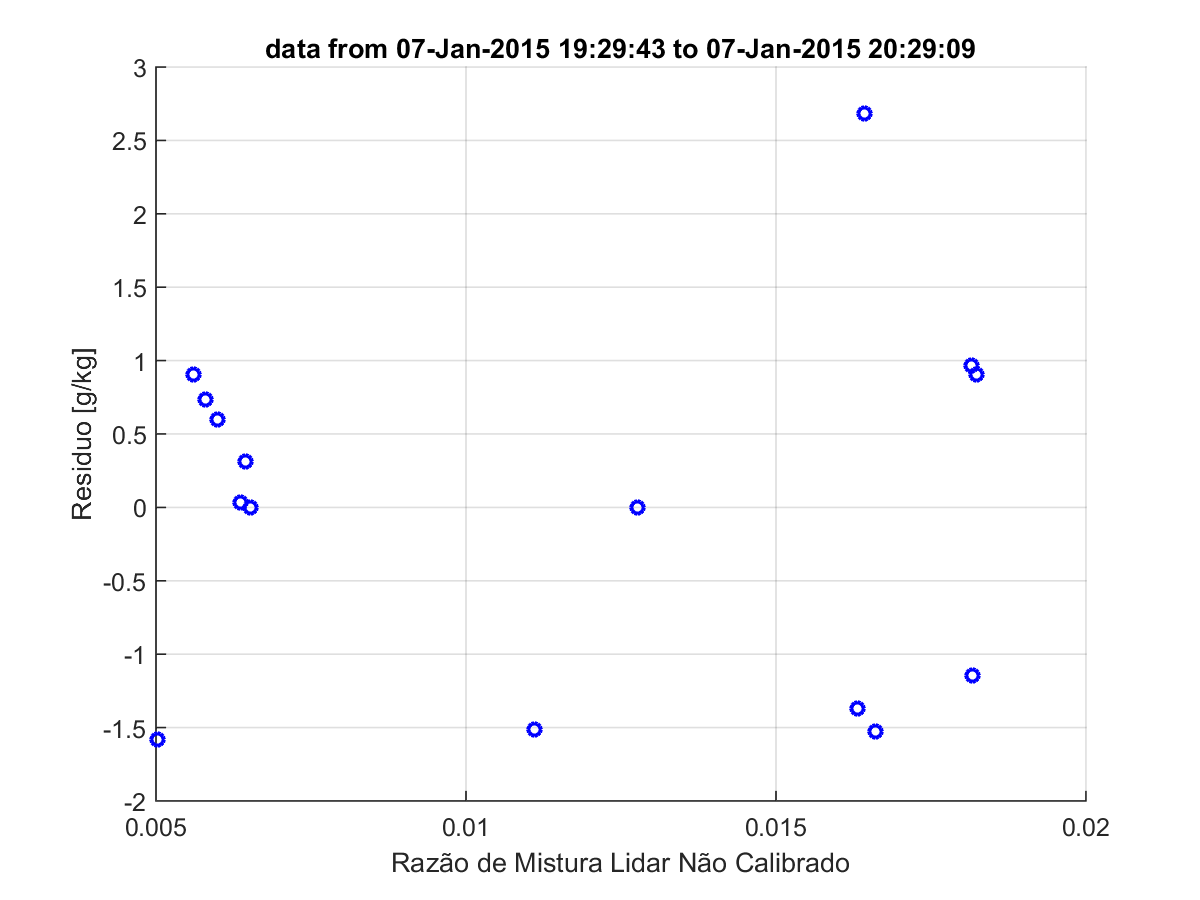 data from 07-Jan-2015 19:29:43 to 07-Jan-2015 20:29:09
3
2.5
2
1.5
1
0.5
0
-0.5
-1
-1.5
-2
Residuo [g/kg]
0.005 0.01 0.015 0.02
Razão de Mistura Lidar Não Calibrado